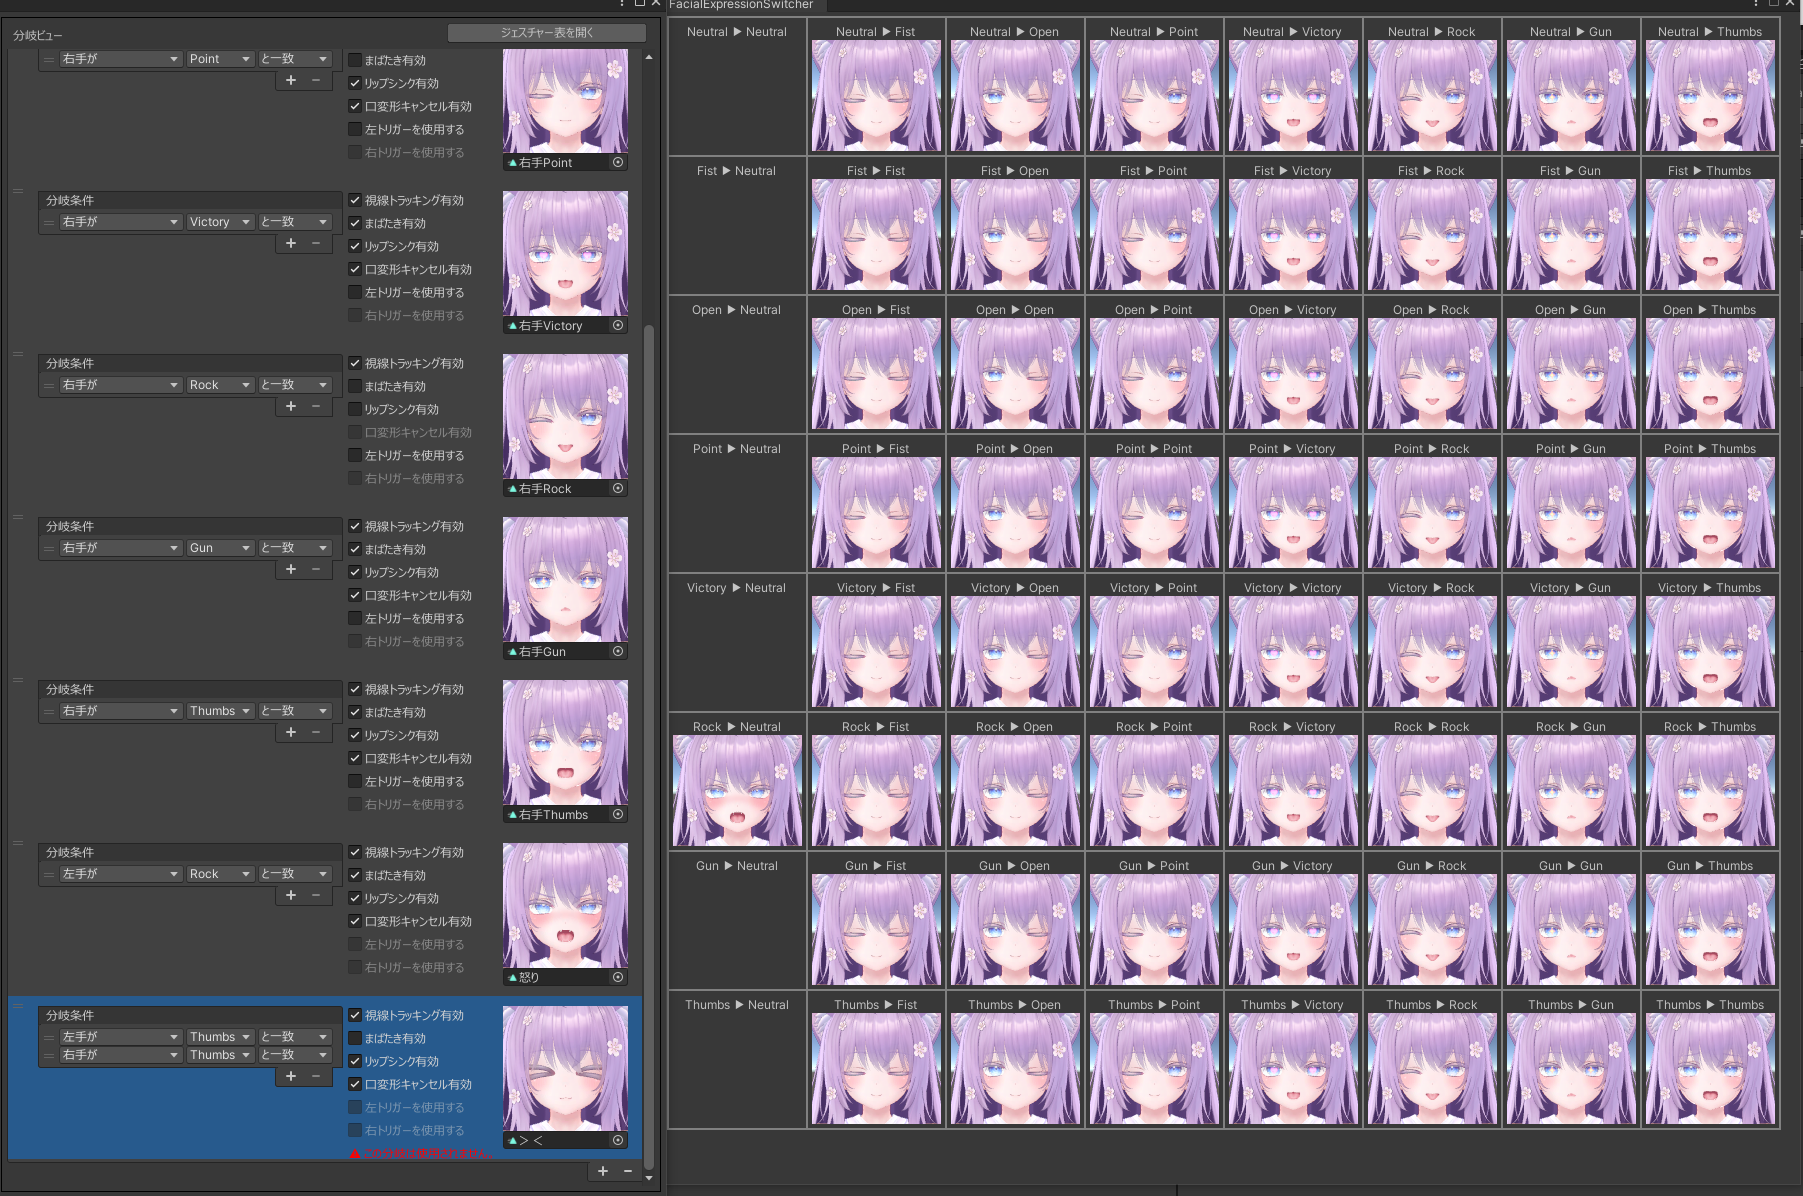 FacialExpressionSwitcher
分岐ビュー
ジェスチャー表を開く
右手が Point と一致
まばたき有効
リップシンク有効
口変形キャンセル有効
左トリガーを使用する
右トリガーを使用する
右手Point
分岐条件
右手が Victory と一致
視線トラッキング有効
まばたき有効
リップシンク有効
口変形キャンセル有効
左トリガーを使用する
右トリガーを使用する
右手Victory
分岐条件
右手が Rock と一致
視線トラッキング有効
まばたき有効
リップシンク有効
口変形キャンセル有効
左トリガーを使用する
右トリガーを使用する
右手Rock
分岐条件
右手が Gun と一致
視線トラッキング有効
まばたき有効
リップシンク有効
口変形キャンセル有効
左トリガーを使用する
右トリガーを使用する
右手Gun
分岐条件
右手が Thumbs と一致
視線トラッキング有効
まばたき有効
リップシンク有効
口変形キャンセル有効
左トリガーを使用する
右トリガーを使用する
右手Thumbs
分岐条件
左手が Rock と一致
視線トラッキング有効
まばたき有効
リップシンク有効
口変形キャンセル有効
左トリガーを使用する
右トリガーを使用する
怒り
分岐条件
左手が Thumbs と一致
右手が Thumbs と一致
視線トラッキング有効
まばたき有効
リップシンク有効
口変形キャンセル有効
左トリガーを使用する
右トリガーを使用する
＞＜
Neutral ▶ Neutral Neutral ▶ Fist Neutral ▶ Open Neutral ▶ Point Neutral ▶ Victory Neutral ▶ Rock Neutral ▶ Gun Neutral ▶ Thumbs
Fist ▶ Neutral Fist ▶ Fist Fist ▶ Open Fist ▶ Point Fist ▶ Victory Fist ▶ Rock Fist ▶ Gun Fist ▶ Thumbs
Open ▶ Neutral Open ▶ Fist Open ▶ Open Open ▶ Point Open ▶ Victory Open ▶ Rock Open ▶ Gun Open ▶ Thumbs
Point ▶ Neutral Point ▶ Fist Point ▶ Open Point ▶ Point Point ▶ Victory Point ▶ Rock Point ▶ Gun Point ▶ Thumbs
Victory ▶ Neutral Victory ▶ Fist Victory ▶ Open Victory ▶ Point Victory ▶ Victory Victory ▶ Rock Victory ▶ Gun Victory ▶ Thumbs
Rock ▶ Neutral Rock ▶ Fist Rock ▶ Open Rock ▶ Point Rock ▶ Victory Rock ▶ Rock Rock ▶ Gun Rock ▶ Thumbs
Gun ▶ Neutral Gun ▶ Fist Gun ▶ Open Gun ▶ Point Gun ▶ Victory Gun ▶ Rock Gun ▶ Gun Gun ▶ Thumbs
Thumbs ▶ Neutral Thumbs ▶ Fist Thumbs ▶ Open Thumbs ▶ Point Thumbs ▶ Victory Thumbs ▶ Rock Thumbs ▶ Gun Thumbs ▶ Thumbs